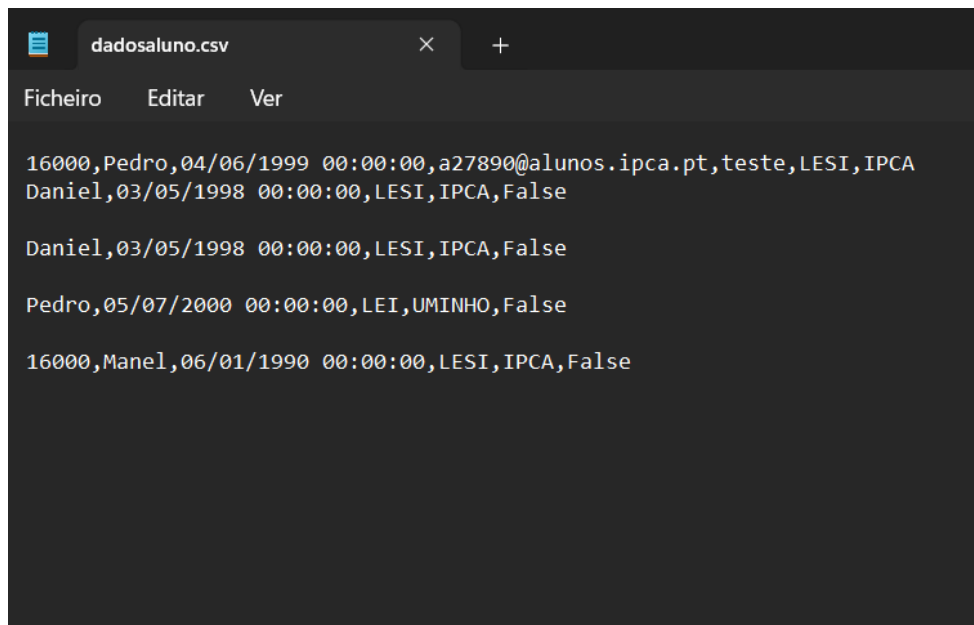 dadosaluno.csv
Ficheiro Editar Ver
16000,Pedro,04/06/1999 00:00:00,a27890@alunos.ipca.pt,teste,LESI,IPCA
Daniel,03/05/1998 00:00:00,LESI,IPCA,False
Daniel,03/05/1998 00:00:00,LESI,IPCA,False
Pedro,05/07/2000 00:00:00,LEI,UMINHO,False
16000,Manel,06/01/1990 00:00:00,LESI,IPCA,False